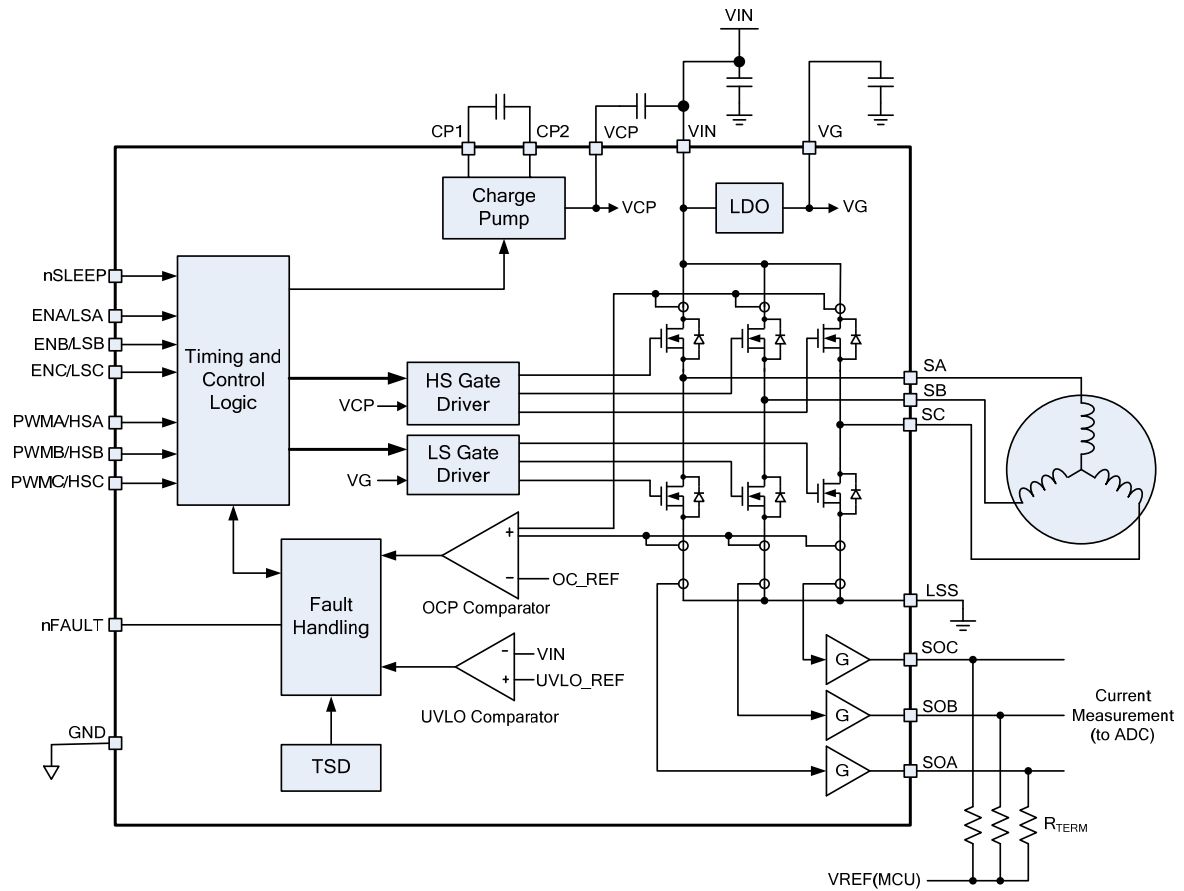 VIN
CP1
CP2
VCP
VIN
VG
Charge
Pump
VCP
LDO
VG
nSLEEP
ENA/LSA
ENB/LSB
ENC/LSC
PWMA/HSA
PWMB/HSB
PWMC/HSC
Timing and
Control
Logic
HS Gate
Driver
VCP
LS Gate
Driver
VG
SA
SB
SC
+
−
OC_REF
OCP Comparator
Fault
Handling
nFAULT
−
VIN
+
UVLO_REF
UVLO Comparator
LSS
G
SOC
G
SOB
G
SOA
Current
Measurement
(to ADC)
GND
TSD
RTERM
VREF(MCU)